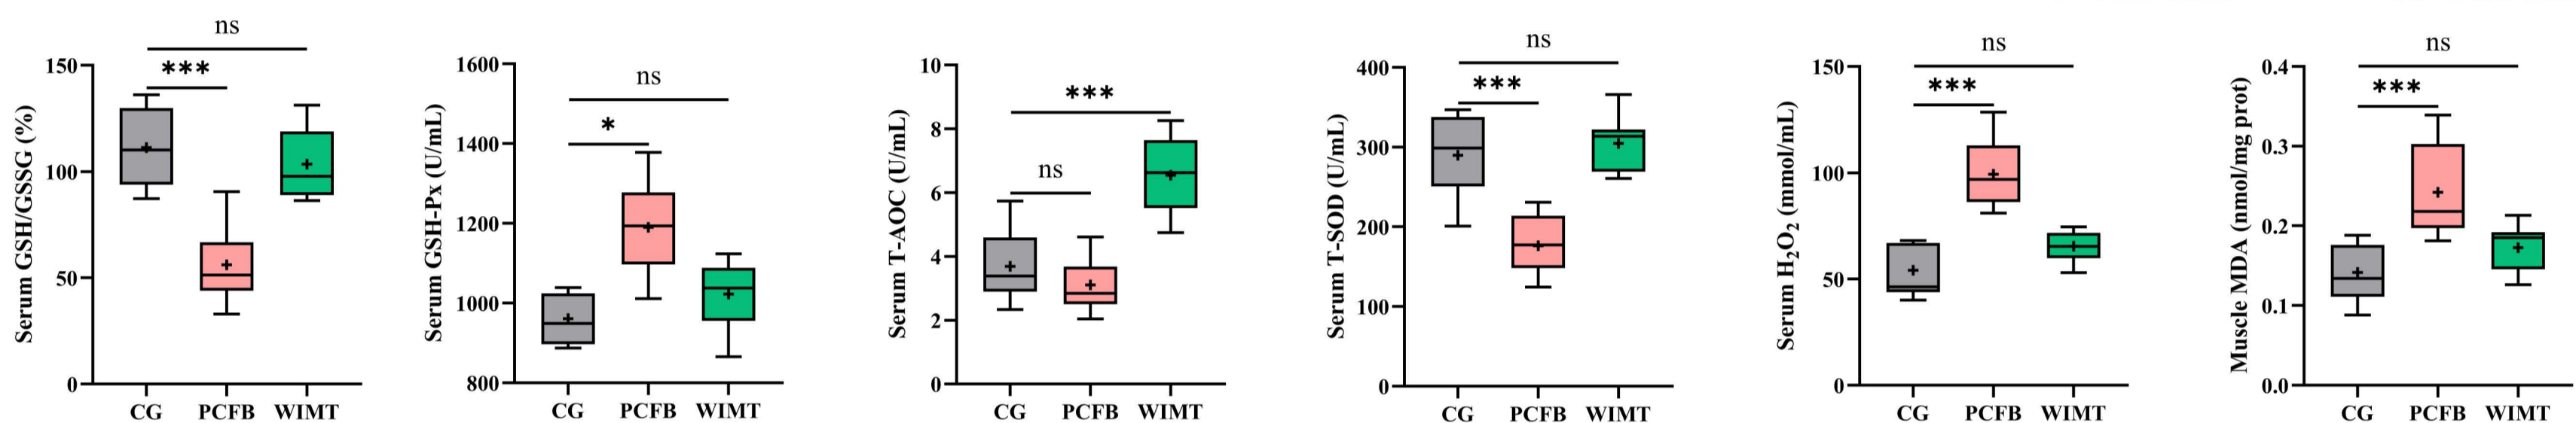 Serum GSH/GSSG (%)
150
100
50
0
ns
***
CG PCFB WIMT
Serum GSH-Px (U/mL)
1600
1400
1200
1000
800
ns
*
CG PCFB WIMT
Serum T-AOC (U/mL)
10
8
6
4
2
0
***
ns
CG PCFB WIMT
Serum T-SOD (U/mL)
400
300
200
100
0
ns
***
CG PCFB WIMT
Serum H₂O₂ (nmol/mL)
150
100
50
0
ns
***
CG PCFB WIMT
Muscle MDA (nmol/mg prot)
0.4
0.3
0.2
0.1
0.0
ns
***
CG PCFB WIMT